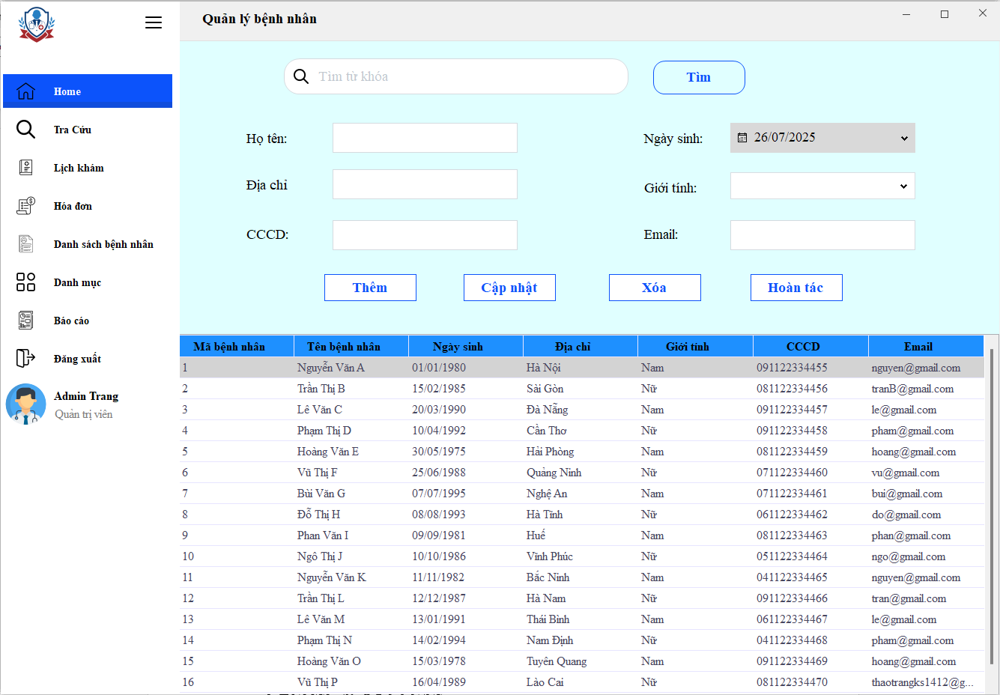 Quản lý bệnh nhân
Home
Tra Cứu
Lịch khám
Hóa đơn
Danh sách bệnh nhân
Danh mục
Báo cáo
Đăng xuất
Admin Trang
Quản trị viên
Tìm từ khóa Tìm
Họ tên: Ngày sinh: 26/07/2025
Địa chỉ Giới tính:
CCCD: Email:
Thêm Cập nhật Xóa Hoàn tác
Mã bệnh nhân Tên bệnh nhân Ngày sinh Địa chỉ Giới tính CCCD Email
1 Nguyễn Văn A 01/01/1980 Hà Nội Nam 091122334455 nguyen@gmail.com
2 Trần Thị B 15/02/1985 Sài Gòn Nữ 081122334456 tranB@gmail.com
3 Lê Văn C 20/03/1990 Đà Nẵng Nam 091122334457 le@gmail.com
4 Phạm Thị D 10/04/1992 Cần Thơ Nữ 091122334458 pham@gmail.com
5 Hoàng Văn E 30/05/1975 Hải Phòng Nam 081122334459 hoang@gmail.com
6 Vũ Thị F 25/06/1988 Quảng Ninh Nữ 071122334460 vu@gmail.com
7 Bùi Văn G 07/07/1995 Nghệ An Nam 071122334461 bui@gmail.com
8 Đỗ Thị H 08/08/1993 Hà Tĩnh Nữ 061122334462 do@gmail.com
9 Phan Văn I 09/09/1981 Huế Nam 081122334463 phan@gmail.com
10 Ngô Thị J 10/10/1986 Vĩnh Phúc Nữ 051122334464 ngo@gmail.com
11 Nguyễn Văn K 11/11/1982 Bắc Ninh Nam 041122334465 nguyen@gmail.com
12 Trần Thị L 12/12/1987 Hà Nam Nữ 091122334466 tran@gmail.com
13 Lê Văn M 13/01/1991 Thái Bình Nam 061122334467 le@gmail.com
14 Phạm Thị N 14/02/1994 Nam Định Nữ 041122334468 pham@gmail.com
15 Hoàng Văn O 15/03/1978 Tuyên Quang Nam 091122334469 hoang@gmail.com
16 Vũ Thị P 16/04/1989 Lào Cai Nữ 081122334470 thaotrangks1412@g...